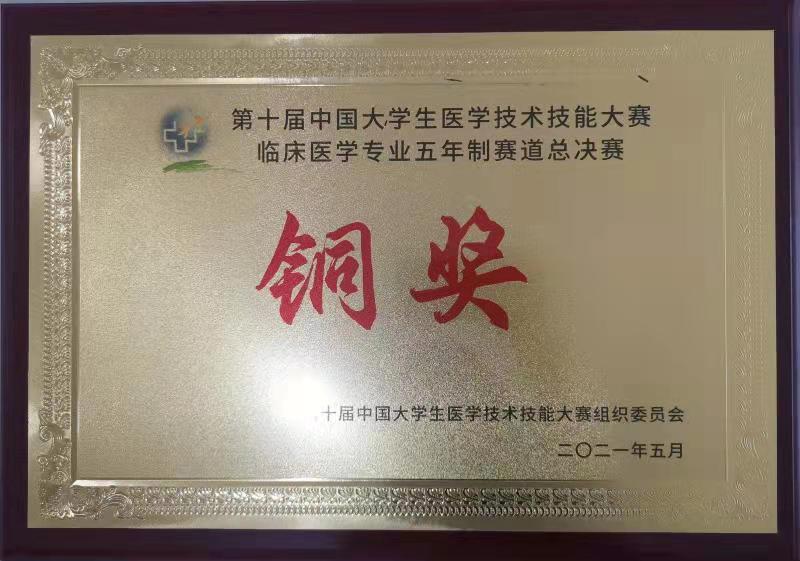 第十届中国大学生医学技术技能大赛
临床医学专业五年制赛道总决赛
铜奖
十届中国大学生医学技术技能大赛组织委员会
二〇二一年五月